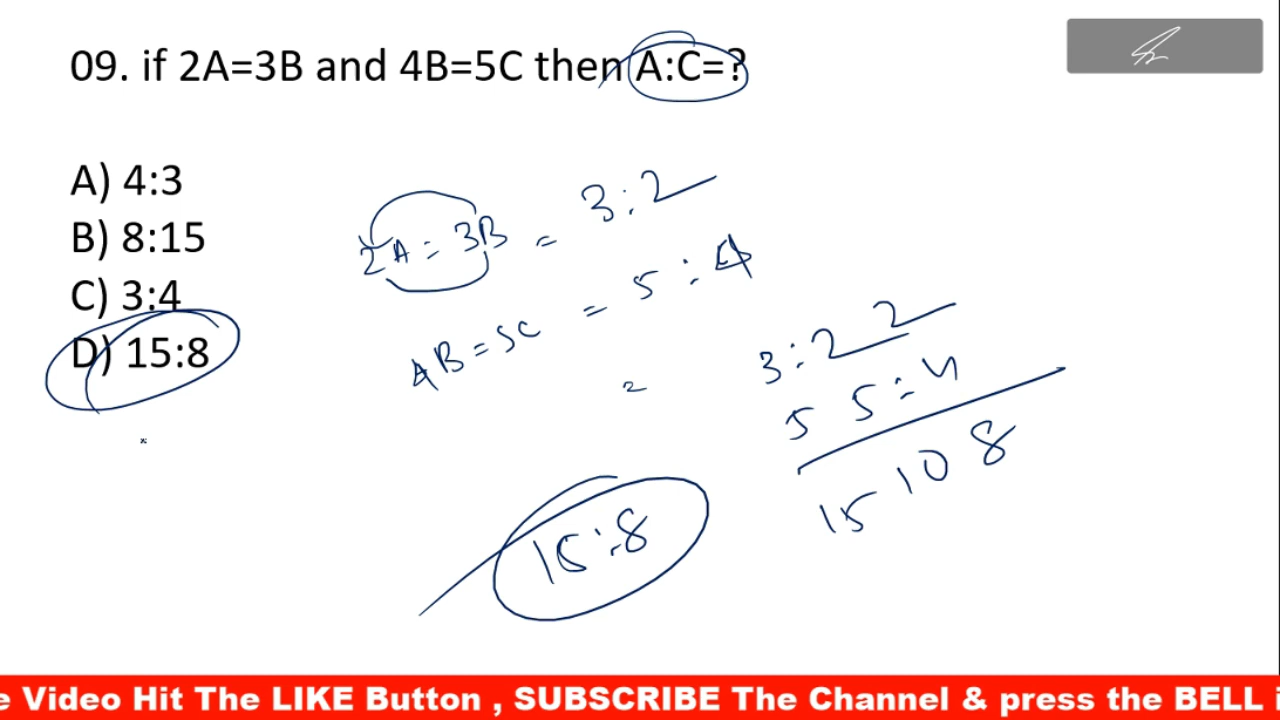 09. if 2A=3B and 4B=5C then A:C=?
A) 4:3
B) 8:15
C) 3:4
D) 15:8
2A = 3B = 3:2
4B = 5C = 5:4
=
3:2 2
5 5:4
15 10 8
15:8
e Video Hit The LIKE Button , SUBSCRIBE The Channel & press the BELL i